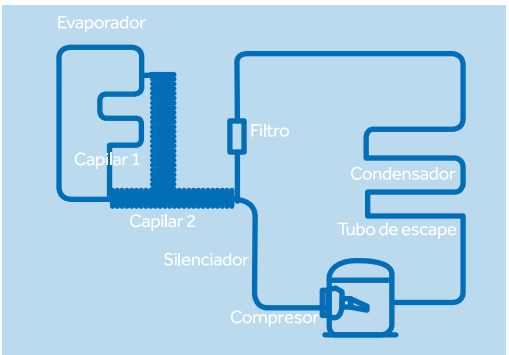 Evaporador
Filtro
Capilar 1
Condensador
Capilar 2
Tubo de escape
Silenciador
Compresor